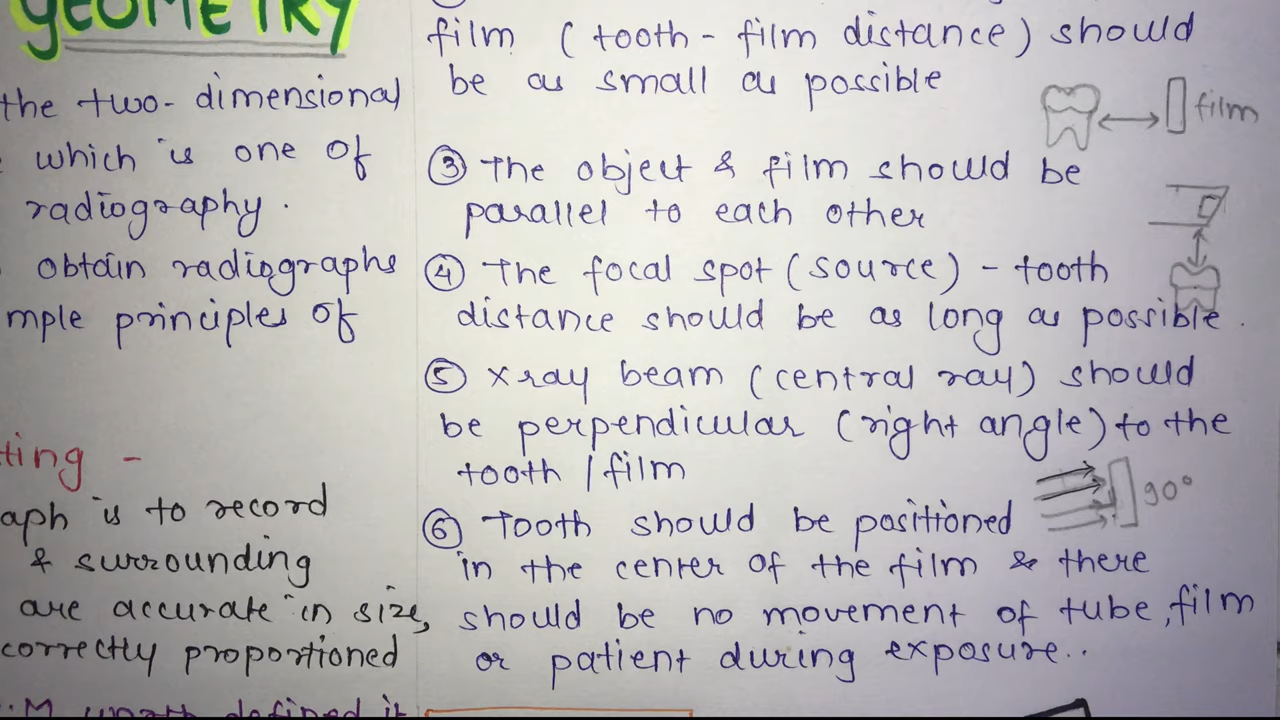 GEOMETRY
the two-dimensional
which is one of
radiography.
obtain radiographs
mple principles of
ting -
aph is to record
& surrounding
are accurate in size,
correctly proportioned
defined it
film (tooth-film distance) should
be as small as possible
film
③ The object & film should be
parallel to each other
④ The focal spot (source) - tooth
distance should be as long as possible.
⑤ xray beam (central ray) should
be perpendicular (right angle) to the
tooth/film
90°
⑥ Tooth should be positioned
in the center of the film & there
should be no movement of tube, film
or patient during exposure..